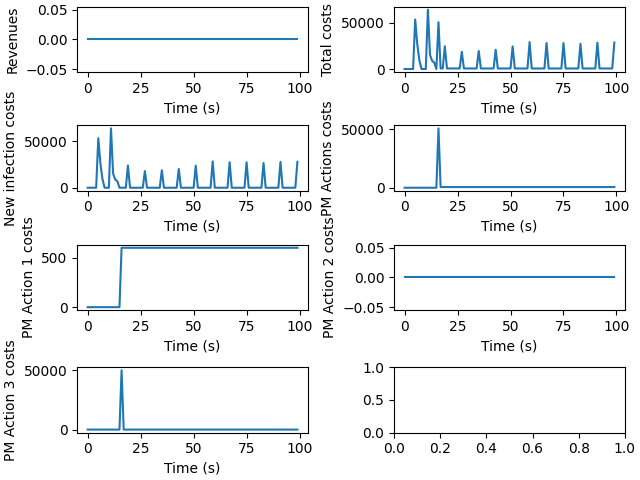 Revenues
0.05
0.00
−0.05
0 25 50 75 100
Time (s)
Total costs
50000
0
0 25 50 75 100
Time (s)
New infection costs
50000
0
0 25 50 75 100
Time (s)
PM Actions costs
50000
0
0 25 50 75 100
Time (s)
PM Action 1 costs
500
0
0 25 50 75 100
Time (s)
PM Action 2 costs
0.05
0.00
−0.05
0 25 50 75 100
Time (s)
PM Action 3 costs
50000
0
0 25 50 75 100
Time (s)
1.0
0.5
0.0
0.0 0.2 0.4 0.6 0.8 1.0